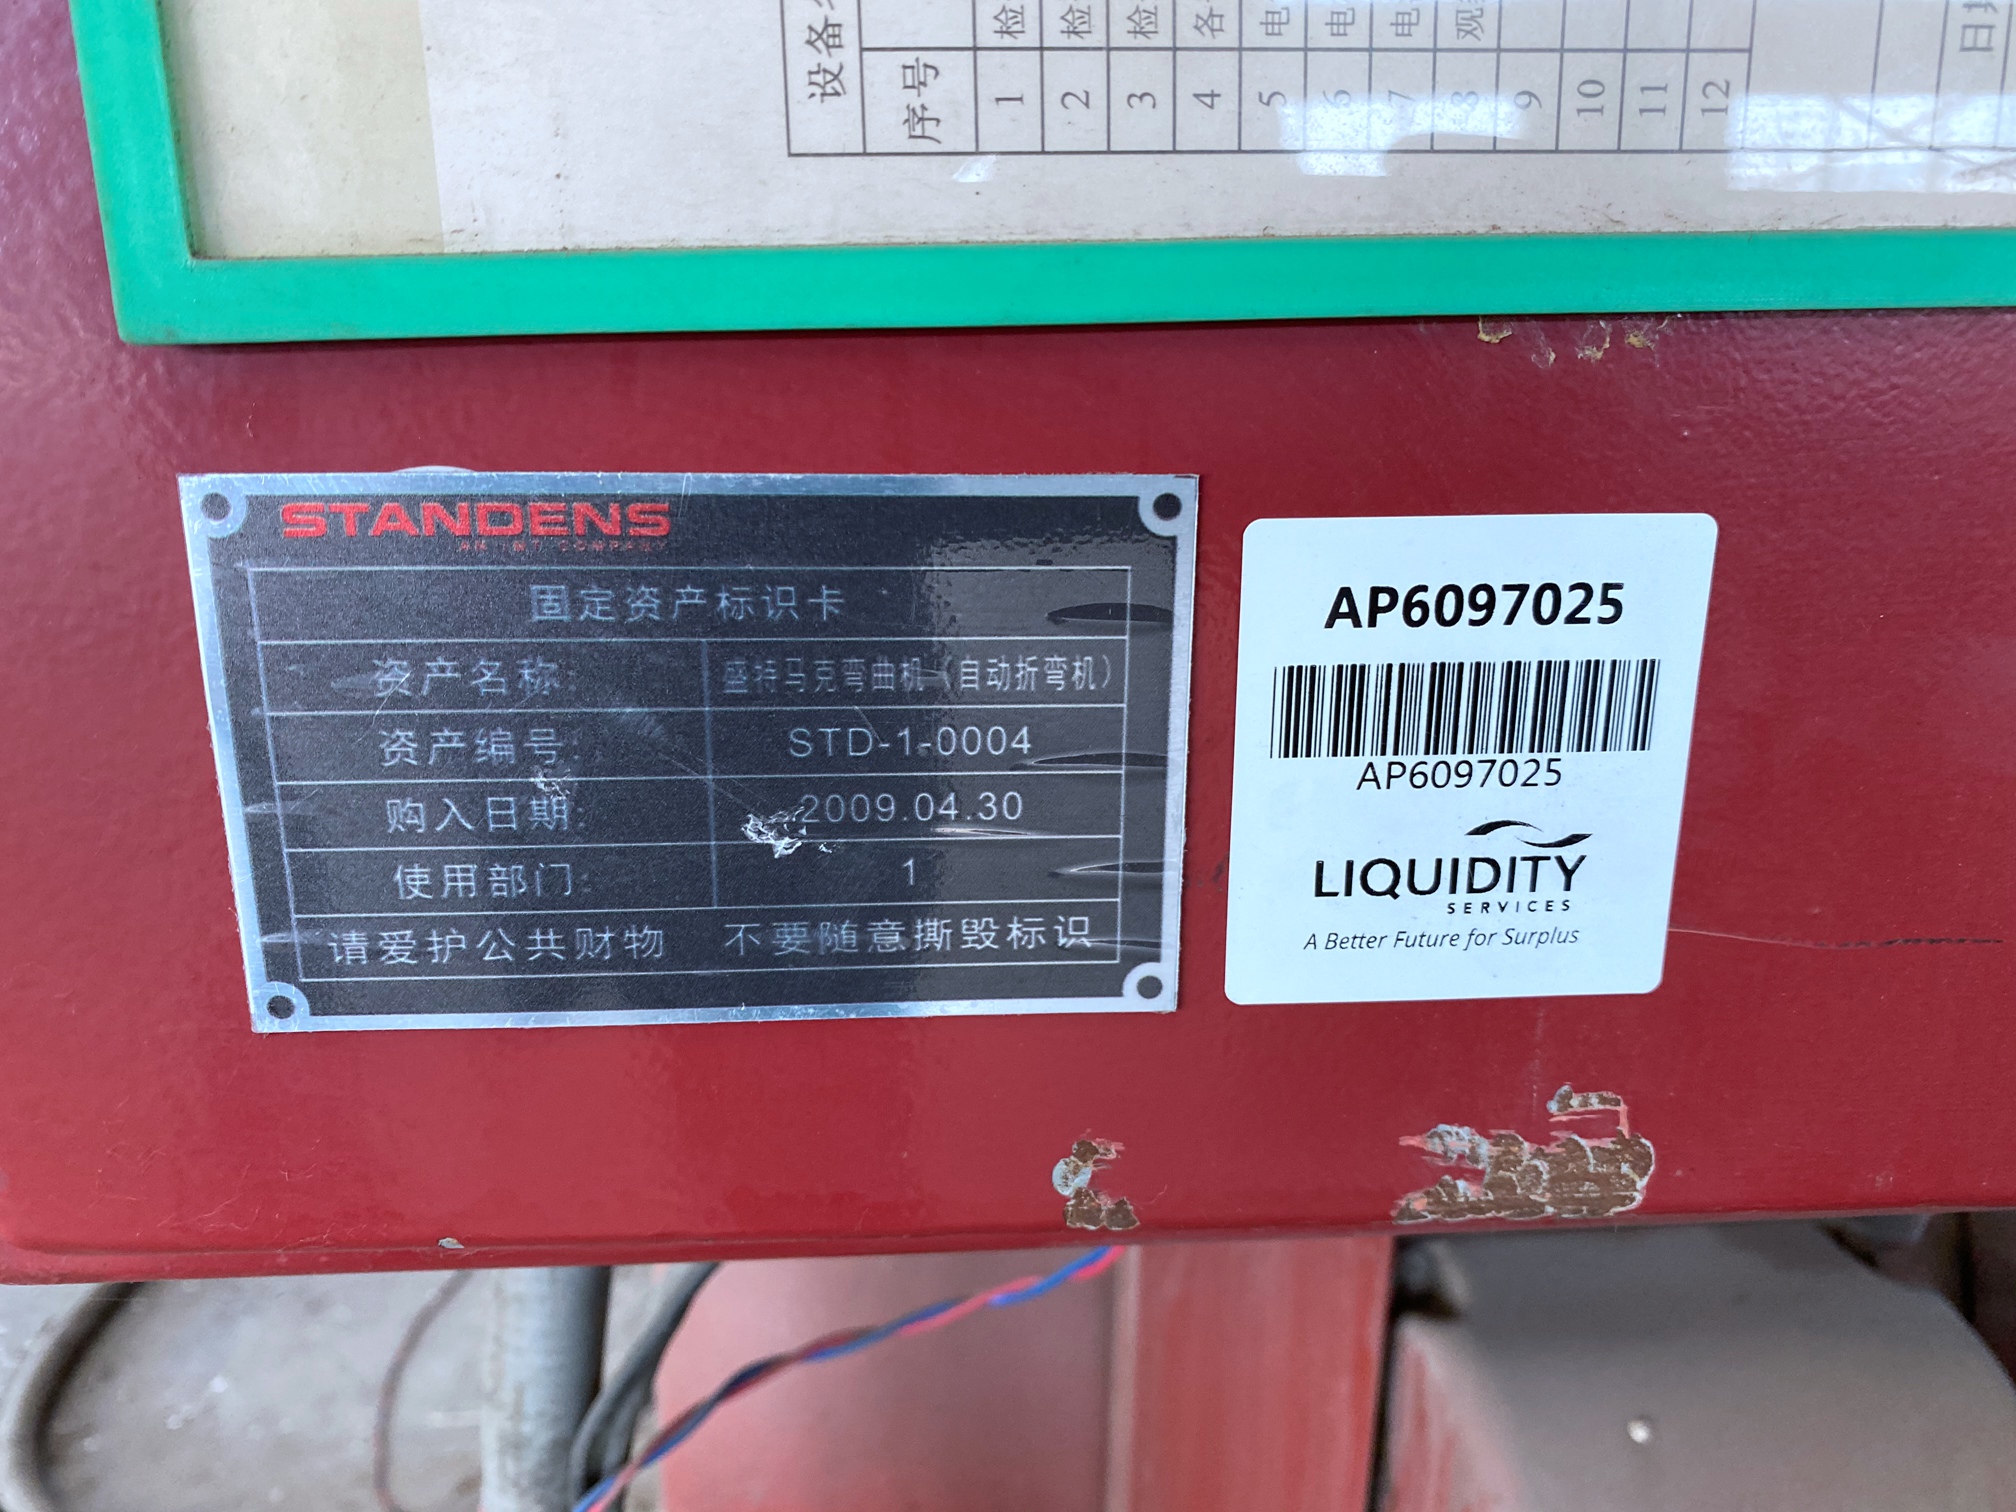 设备
序号
1 检
2 检
3 检
4 各
5 电
6 电
7 电
8 观
9
10
11
12
日期
STANDENS
固定资产标识卡
资产名称: 盛特马克弯曲机（自动折弯机）
资产编号: STD-1-0004
购入日期: 2009.04.30
使用部门: 1
请爱护公共财物 不要随意撕毁标识
AP6097025
AP6097025
LIQUIDITY
SERVICES
A Better Future for Surplus